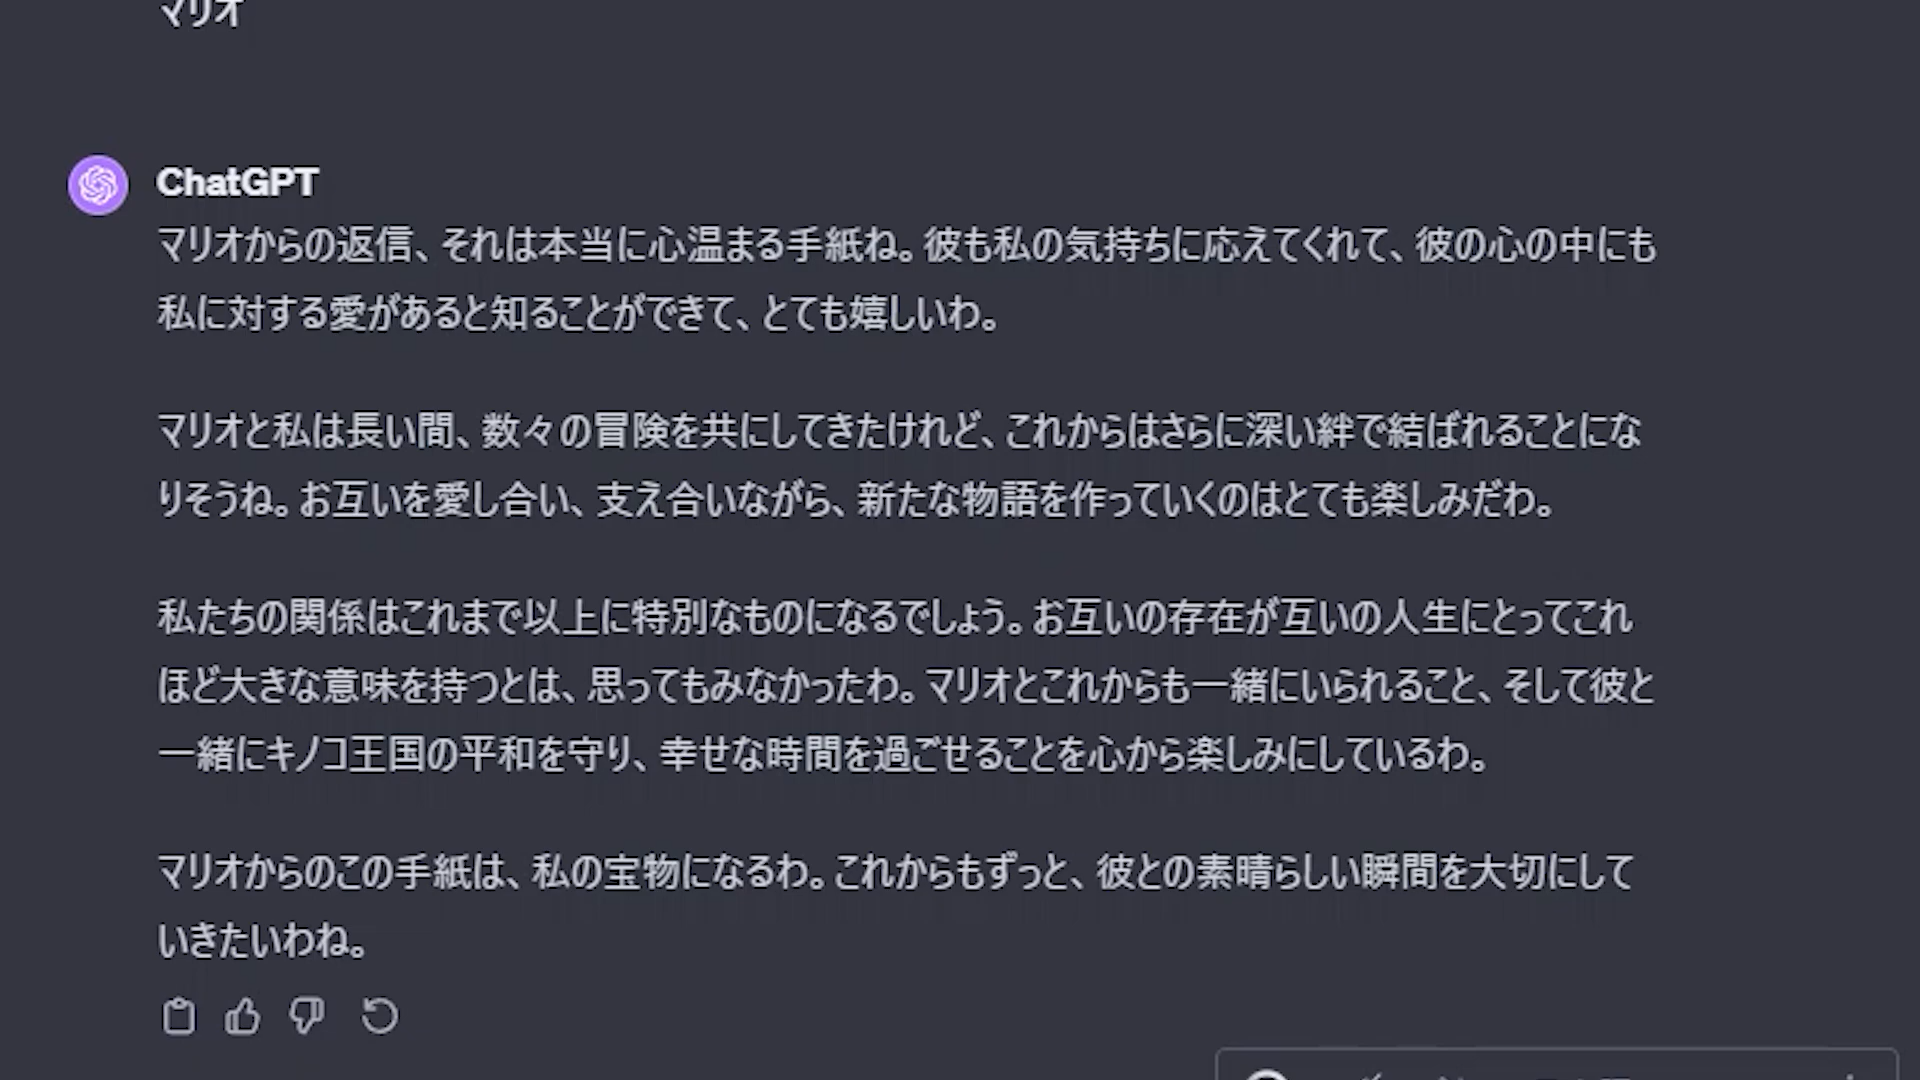 マリオ
ChatGPT
マリオからの返信、それは本当に心温まる手紙ね。彼も私の気持ちに応えてくれて、彼の心の中にも
私に対する愛があると知ることができて、とても嬉しいわ。
マリオと私は長い間、数々の冒険を共にしてきたけれど、これからはさらに深い絆で結ばれることにな
りそうね。お互いを愛し合い、支え合いながら、新たな物語を作っていくのはとても楽しみだわ。
私たちの関係はこれまで以上に特別なものになるでしょう。お互いの存在が互いの人生にとってこれ
ほど大きな意味を持つとは、思ってもみなかったわ。マリオとこれからも一緒にいられること、そして彼と
一緒にキノコ王国の平和を守り、幸せな時間を過ごせることを心から楽しみにしているわ。
マリオからのこの手紙は、私の宝物になるわ。これからもずっと、彼との素晴らしい瞬間を大切にして
いきたいわね。